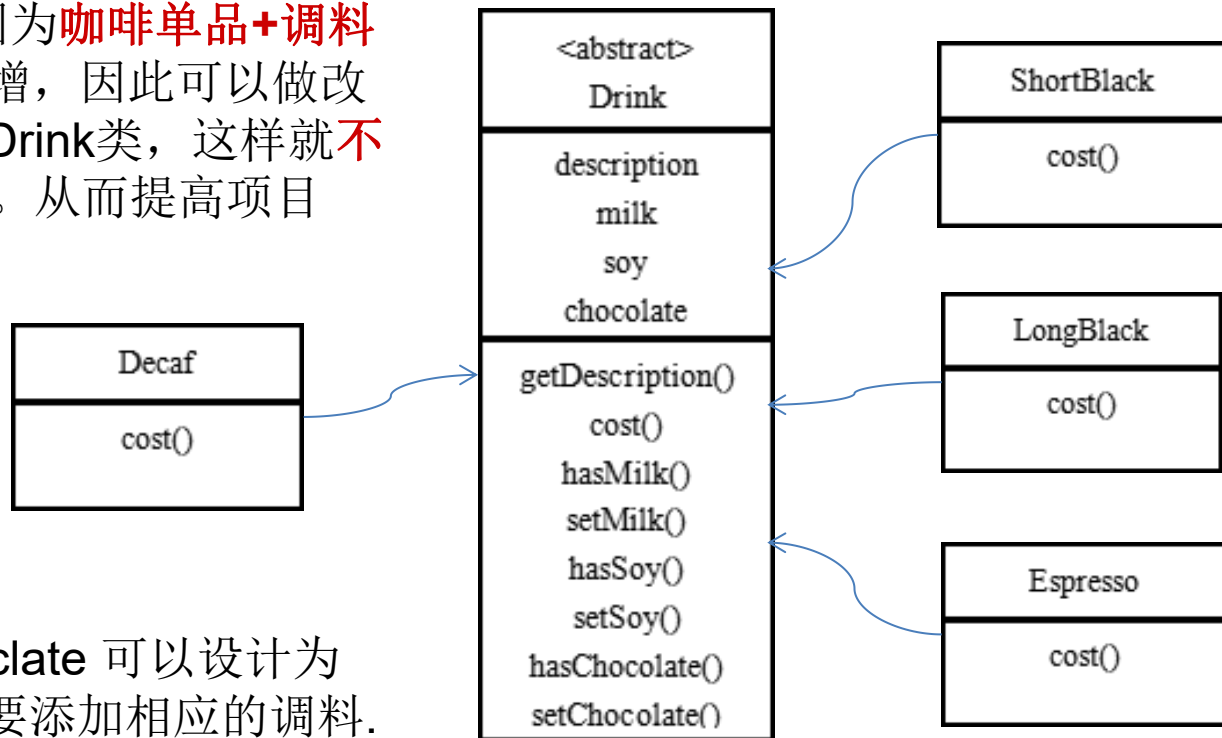 因为咖啡单品+调料
增，因此可以做改
Drink类，这样就不
。从而提高项目
<abstract>
Drink
description
milk
soy
chocolate
getDescription()
cost()
hasMilk()
setMilk()
hasSoy()
setSoy()
hasChocolate()
setChocolate()
Decaf
cost()
ShortBlack
cost()
LongBlack
cost()
Espresso
cost()
clate 可以设计为
要添加相应的调料.